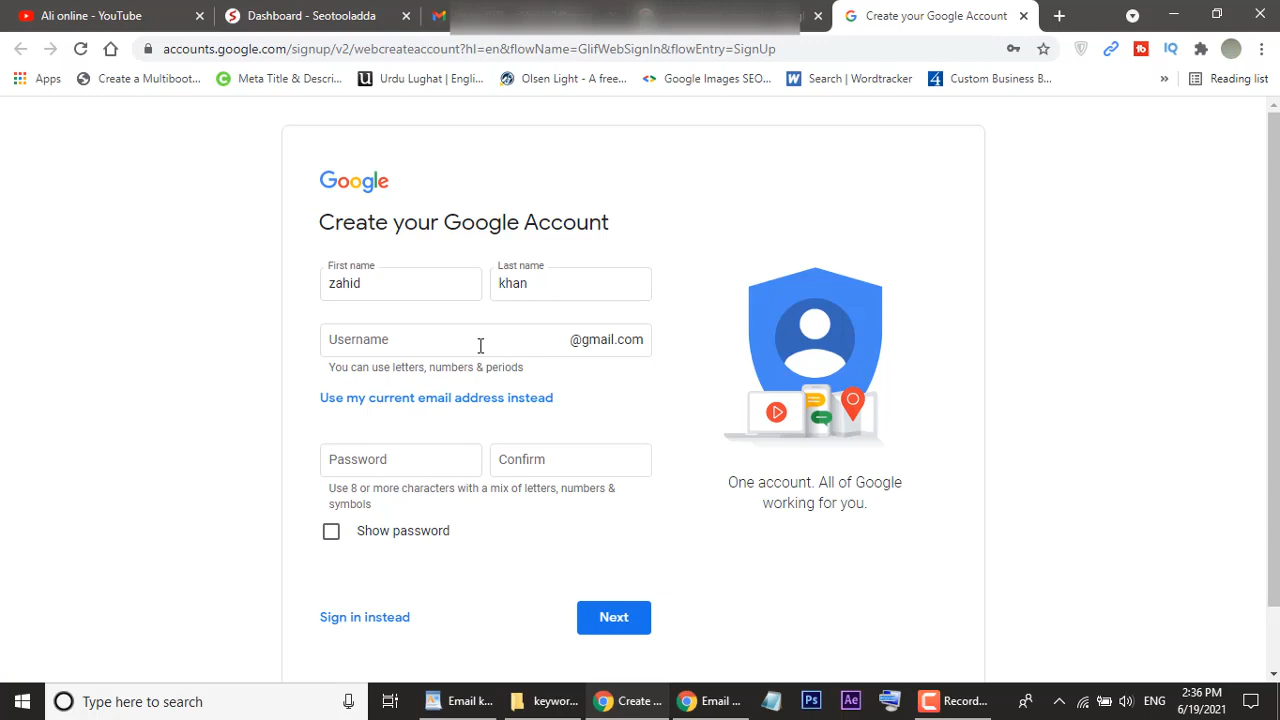 Ali online - YouTube
Dashboard - Seotooladda
Create your Google Account
accounts.google.com/signup/v2/webcreateaccount?hl=en&flowName=GlifWebSignIn&flowEntry=SignUp
Apps
Create a Multiboot...
Meta Title & Descri...
Urdu Lughat | Engli...
Olsen Light - A free...
Google Images SEO...
Search | Wordtracker
Custom Business B...
»
Reading list
Google
Create your Google Account
First name
Last name
zahid
khan
Username
@gmail.com
You can use letters, numbers & periods
Use my current email address instead
Password
Confirm
Use 8 or more characters with a mix of letters, numbers &
symbols
Show password
One account. All of Google
working for you.
Sign in instead
Next
Type here to search
Email k...
keywor...
Create ...
Email ...
Ps
Ae
Record...
ENG
2:36 PM
6/19/2021